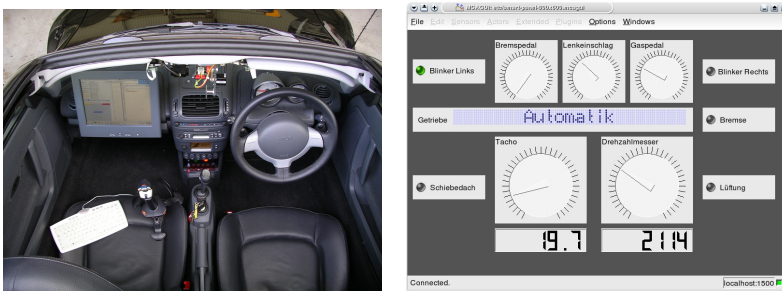 File Edit Sensors Actors Extended Plugins Options Windows
Bremspedal Lenkeinschlag Gaspedal
Blinker Links
Blinker Rechts
Getriebe Automatik
Bremse
Tacho Drehzahlmesser
Schiebedach
Lüftung
19.7 2114
Connected. localhost:1500